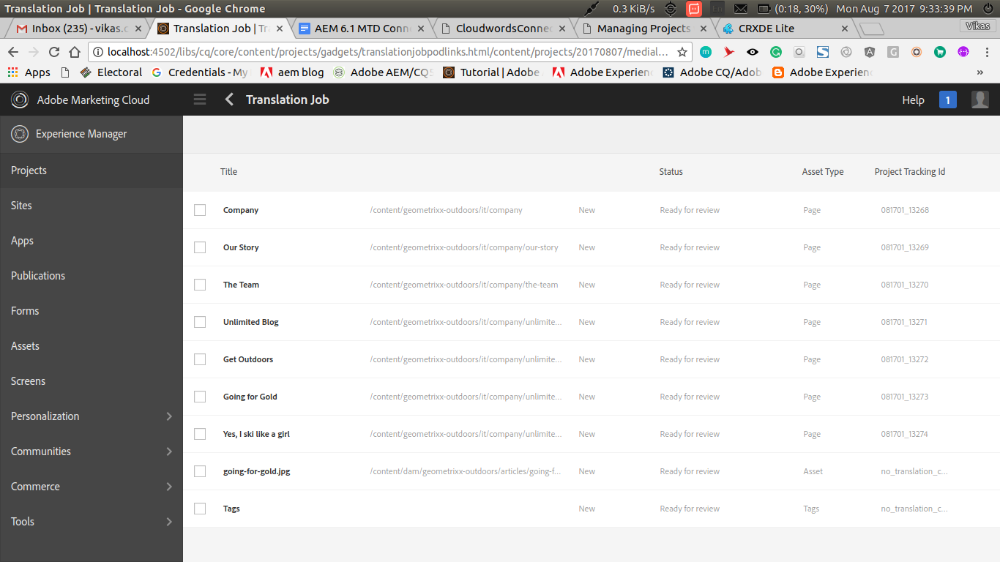 Translation Job | Translation Job - Google Chrome 0.3 KiB/s (0:18, 30%) Mon Aug 7 2017 9:33:39 PM
Inbox (235) - vikas.c Translation Job | Tra AEM 6.1 MTD Conn CloudwordsConnec Managing Projects CRXDE Lite Vikas
localhost:4502/libs/cq/core/content/projects/gadgets/translationjobpodlinks.html/content/projects/20170807/medial...
Apps Electoral Credentials - My aem blog Adobe AEM/CQ5 Tutorial | Adobe Adobe Experien Adobe CQ/Adob Adobe Experienc »
Adobe Marketing Cloud Translation Job Help 1
Experience Manager
Projects
Sites
Apps
Publications
Forms
Assets
Screens
Personalization
Communities
Commerce
Tools
Title Status Asset Type Project Tracking Id
Company /content/geometrixx-outdoors/it/company New Ready for review Page 081701_13268
Our Story /content/geometrixx-outdoors/it/company/our-story New Ready for review Page 081701_13269
The Team /content/geometrixx-outdoors/it/company/the-team New Ready for review Page 081701_13270
Unlimited Blog /content/geometrixx-outdoors/it/company/unlimite... New Ready for review Page 081701_13271
Get Outdoors /content/geometrixx-outdoors/it/company/unlimite... New Ready for review Page 081701_13272
Going for Gold /content/geometrixx-outdoors/it/company/unlimite... New Ready for review Page 081701_13273
Yes, I ski like a girl /content/geometrixx-outdoors/it/company/unlimite... New Ready for review Page 081701_13274
going-for-gold.jpg /content/dam/geometrixx-outdoors/articles/going-f... New Ready for review Asset no_translation_c...
Tags New Ready for review Tags no_translation_c...